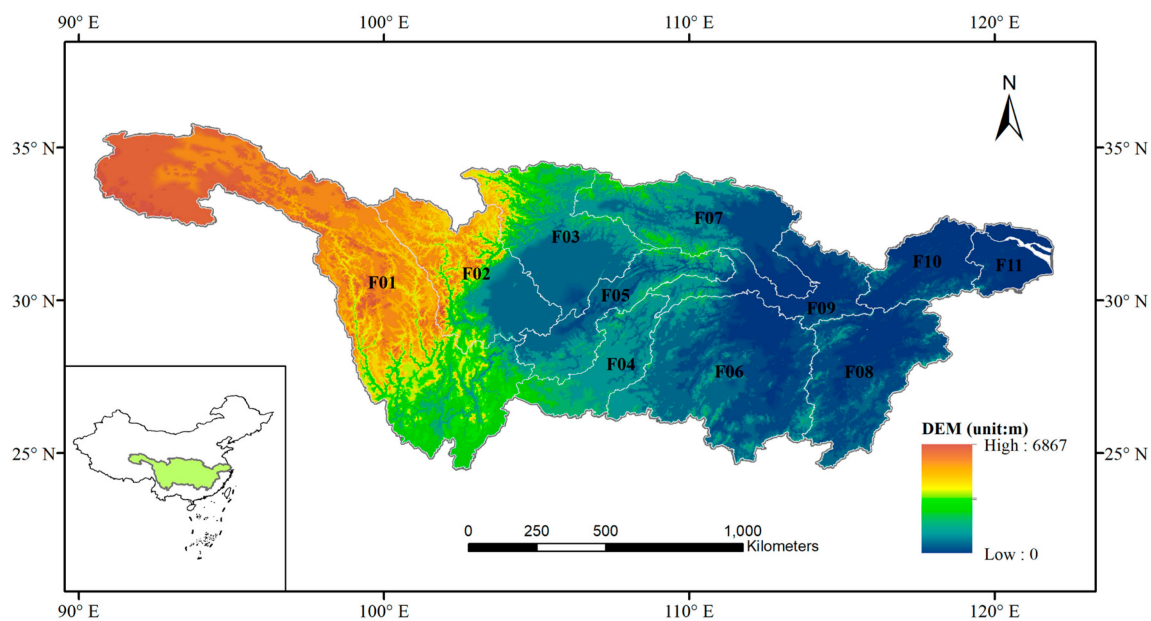 90° E 100° E 110° E 120° E
N
35° N 35° N
F07
F03
F10
F11
F02
F01
F05
30° N 30° N
F09
F04 F06 F08
DEM (unit:m)
High : 6867
25° N 25° N
0 250 500 1,000
Kilometers
Low : 0
90° E 100° E 110° E 120° E